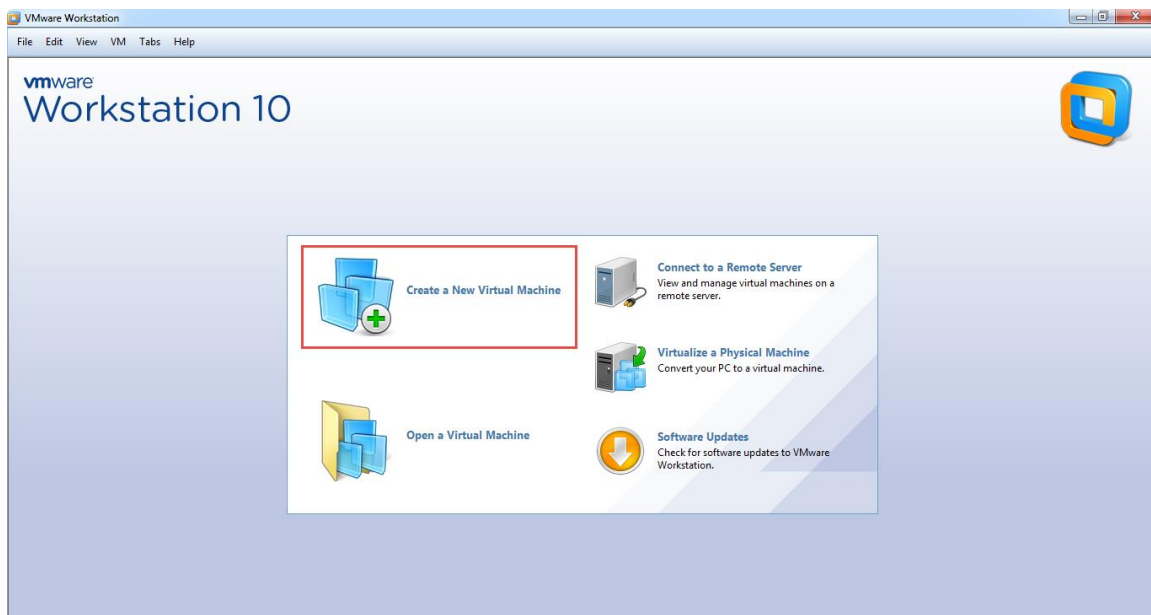 VMware Workstation
File Edit View VM Tabs Help
vmware
Workstation 10
Create a New Virtual Machine
Connect to a Remote Server
View and manage virtual machines on a
remote server.
Virtualize a Physical Machine
Convert your PC to a virtual machine.
Open a Virtual Machine
Software Updates
Check for software updates to VMware
Workstation.